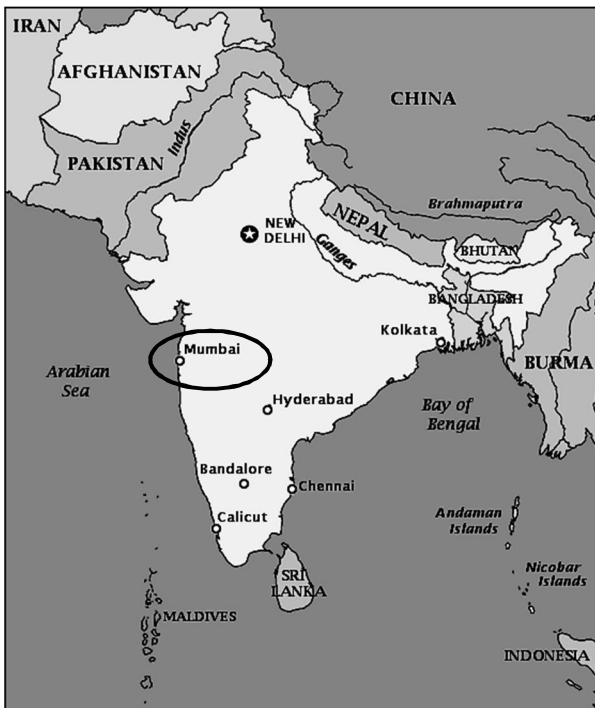 IRAN
AFGHANISTAN
CHINA
Indus
PAKISTAN
Brahmaputra
NEPAL
NEW
DELHI
Ganges
BHUTAN
BANGLADESH
Kolkata
Mumbai
BURMA
Arabian
Sea
Hyderabad
Bay of
Bengal
Bandalore
Chennai
Andaman
Islands
Calicut
Nicobar
Islands
SRI
LANKA
MALDIVES
INDONESIA